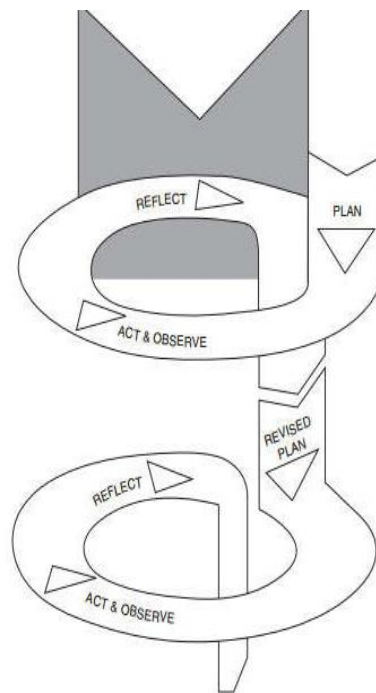 REFLECT
PLAN
ACT & OBSERVE
REVISED
PLAN
REFLECT
ACT & OBSERVE